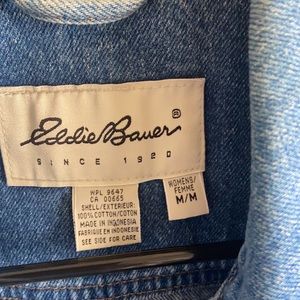 Eddie Bauer®
SINCE 1920
WPL 9647
CA 00665
SHELL/EXTERIEUR:
100% COTTON/COTON
MADE IN INDONESIA
FABRIQUE EN INDONESIE
SEE SIDE FOR CARE
WOMENS/
FEMME
M/M